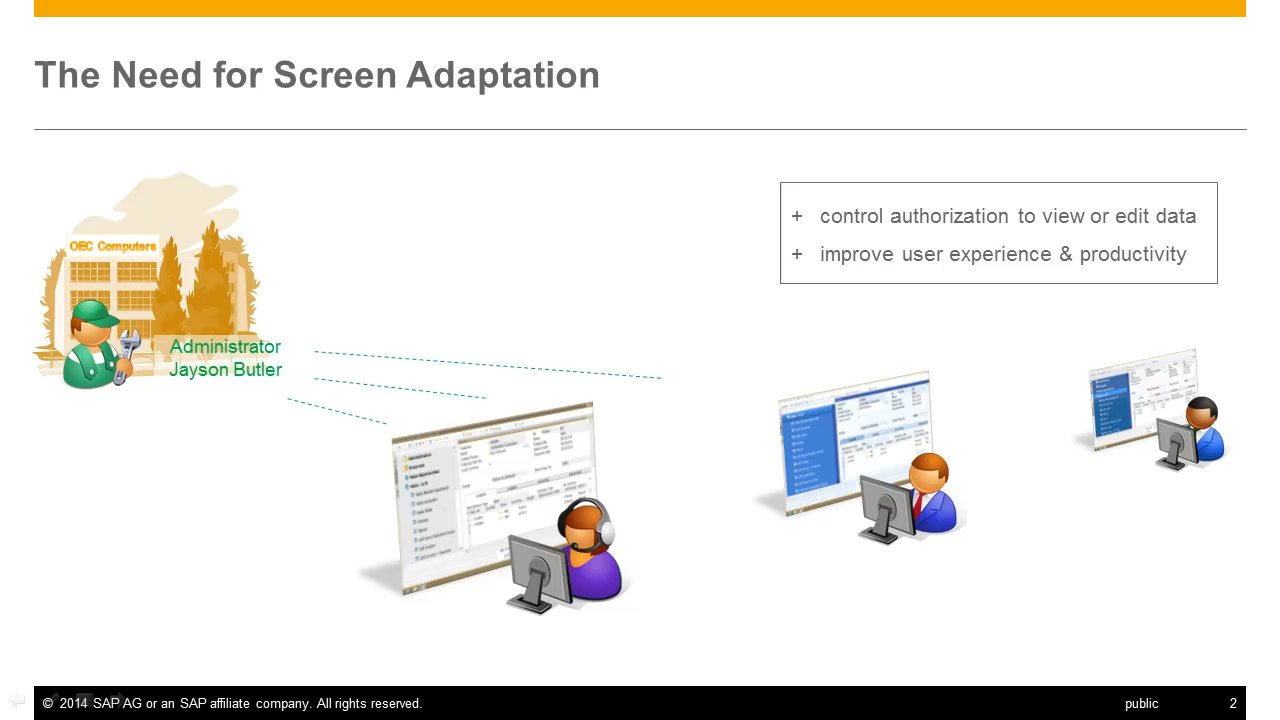 The Need for Screen Adaptation
+ control authorization to view or edit data
+ improve user experience & productivity
OEC Computers
Administrator
Jayson Butler
© 2014 SAP AG or an SAP affiliate company. All rights reserved.
public
2